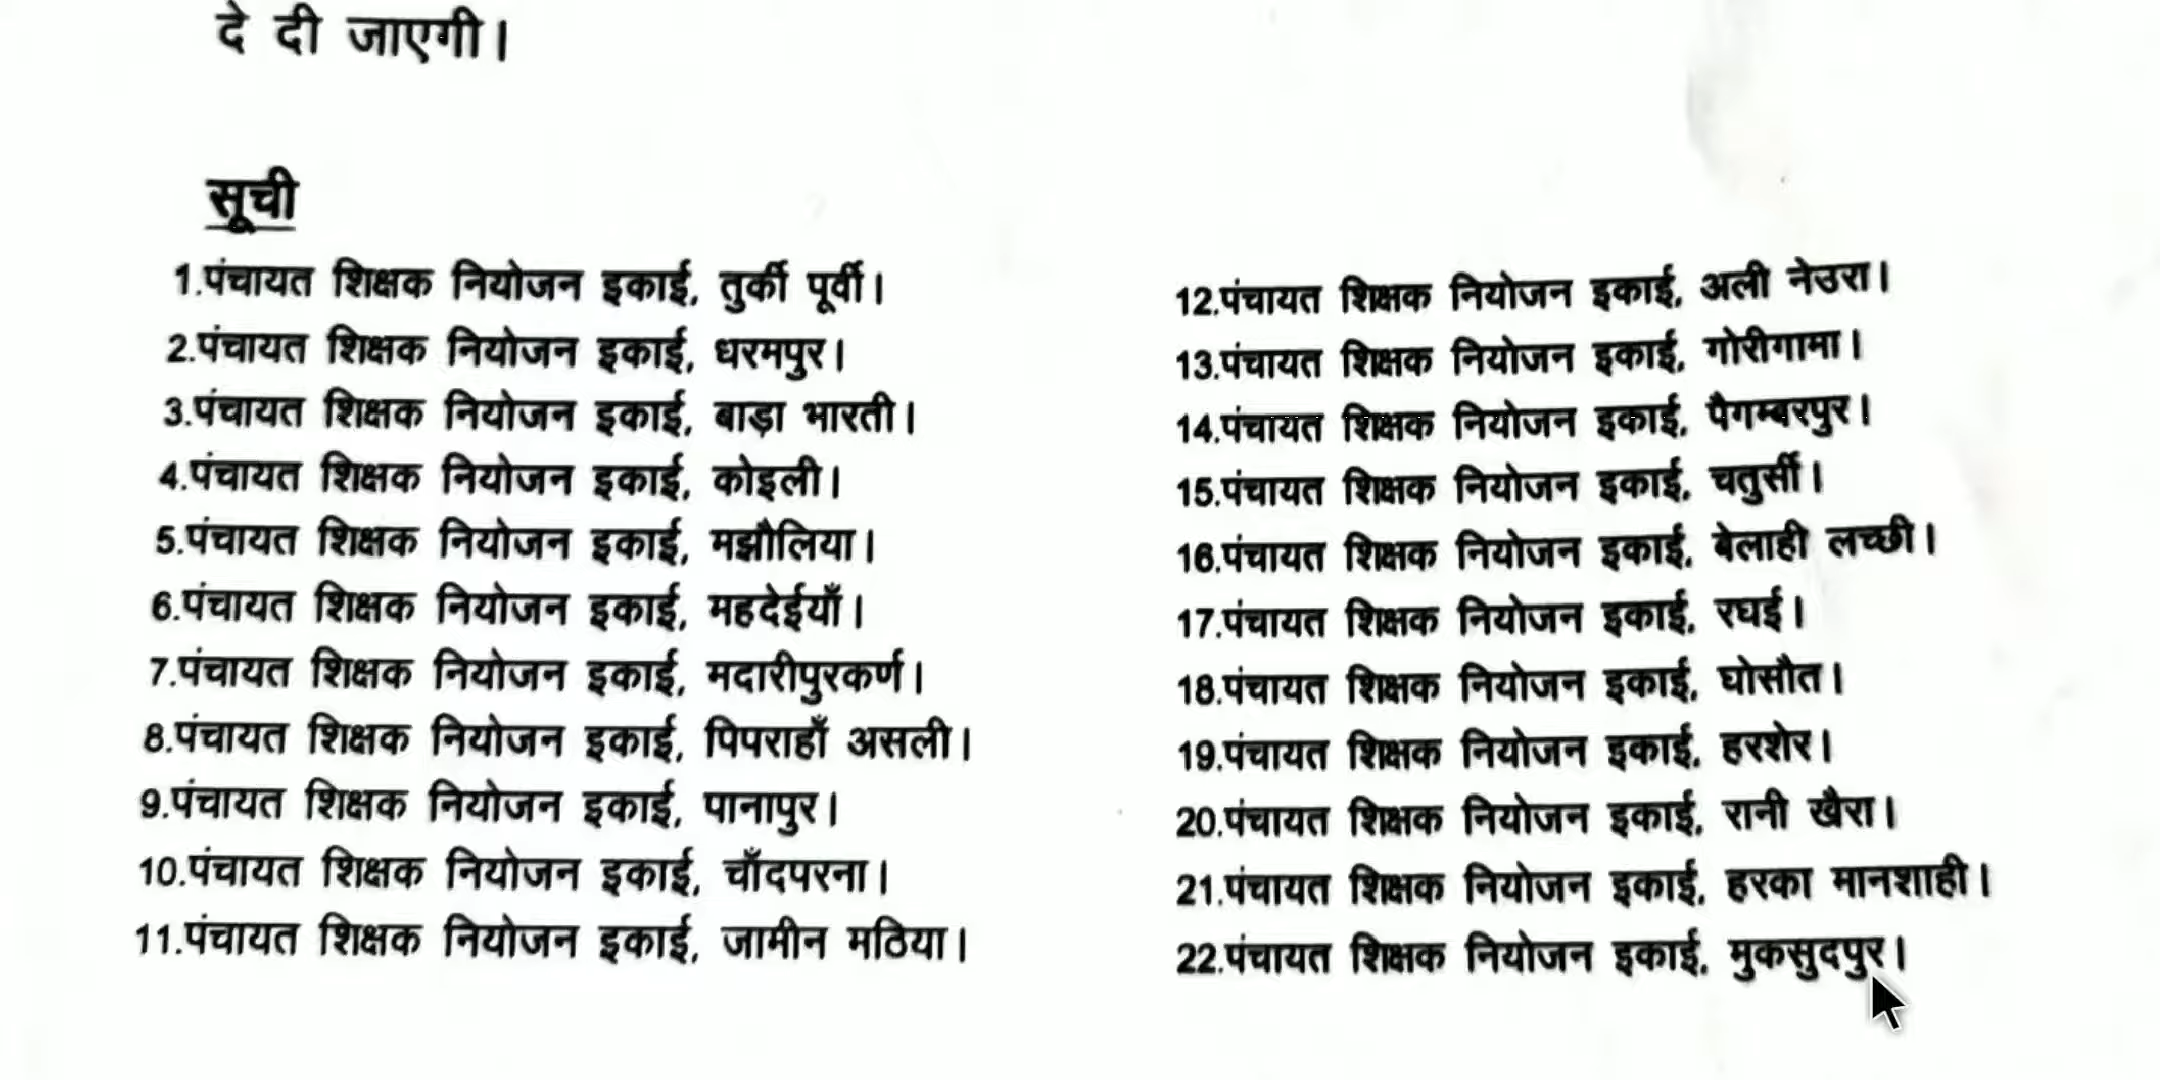 दे दी जाएगी।
सूची
1.पंचायत शिक्षक नियोजन इकाई, तुर्की पूर्वी।
2.पंचायत शिक्षक नियोजन इकाई, धरमपुर।
3.पंचायत शिक्षक नियोजन इकाई, बाड़ा भारती।
4.पंचायत शिक्षक नियोजन इकाई, कोइली।
5.पंचायत शिक्षक नियोजन इकाई, मझौलिया।
6.पंचायत शिक्षक नियोजन इकाई, महदेईयाँ।
7.पंचायत शिक्षक नियोजन इकाई, मदारीपुरकर्ण।
8.पंचायत शिक्षक नियोजन इकाई, पिपराहाँ असली।
9.पंचायत शिक्षक नियोजन इकाई, पानापुर।
10.पंचायत शिक्षक नियोजन इकाई, चाँदपरना।
11.पंचायत शिक्षक नियोजन इकाई, जामीन मठिया।
12.पंचायत शिक्षक नियोजन इकाई, अली नेउरा।
13.पंचायत शिक्षक नियोजन इकाई, गोरीगामा।
14.पंचायत शिक्षक नियोजन इकाई, पैगम्बरपुर।
15.पंचायत शिक्षक नियोजन इकाई, चतुर्सी।
16.पंचायत शिक्षक नियोजन इकाई, बेलाही लच्छी।
17.पंचायत शिक्षक नियोजन इकाई, रघई।
18.पंचायत शिक्षक नियोजन इकाई, घोसौत।
19.पंचायत शिक्षक नियोजन इकाई, हरशेर।
20.पंचायत शिक्षक नियोजन इकाई, रानी खैरा।
21.पंचायत शिक्षक नियोजन इकाई, हरका मानशाही।
22.पंचायत शिक्षक नियोजन इकाई, मुकसुदपुर।